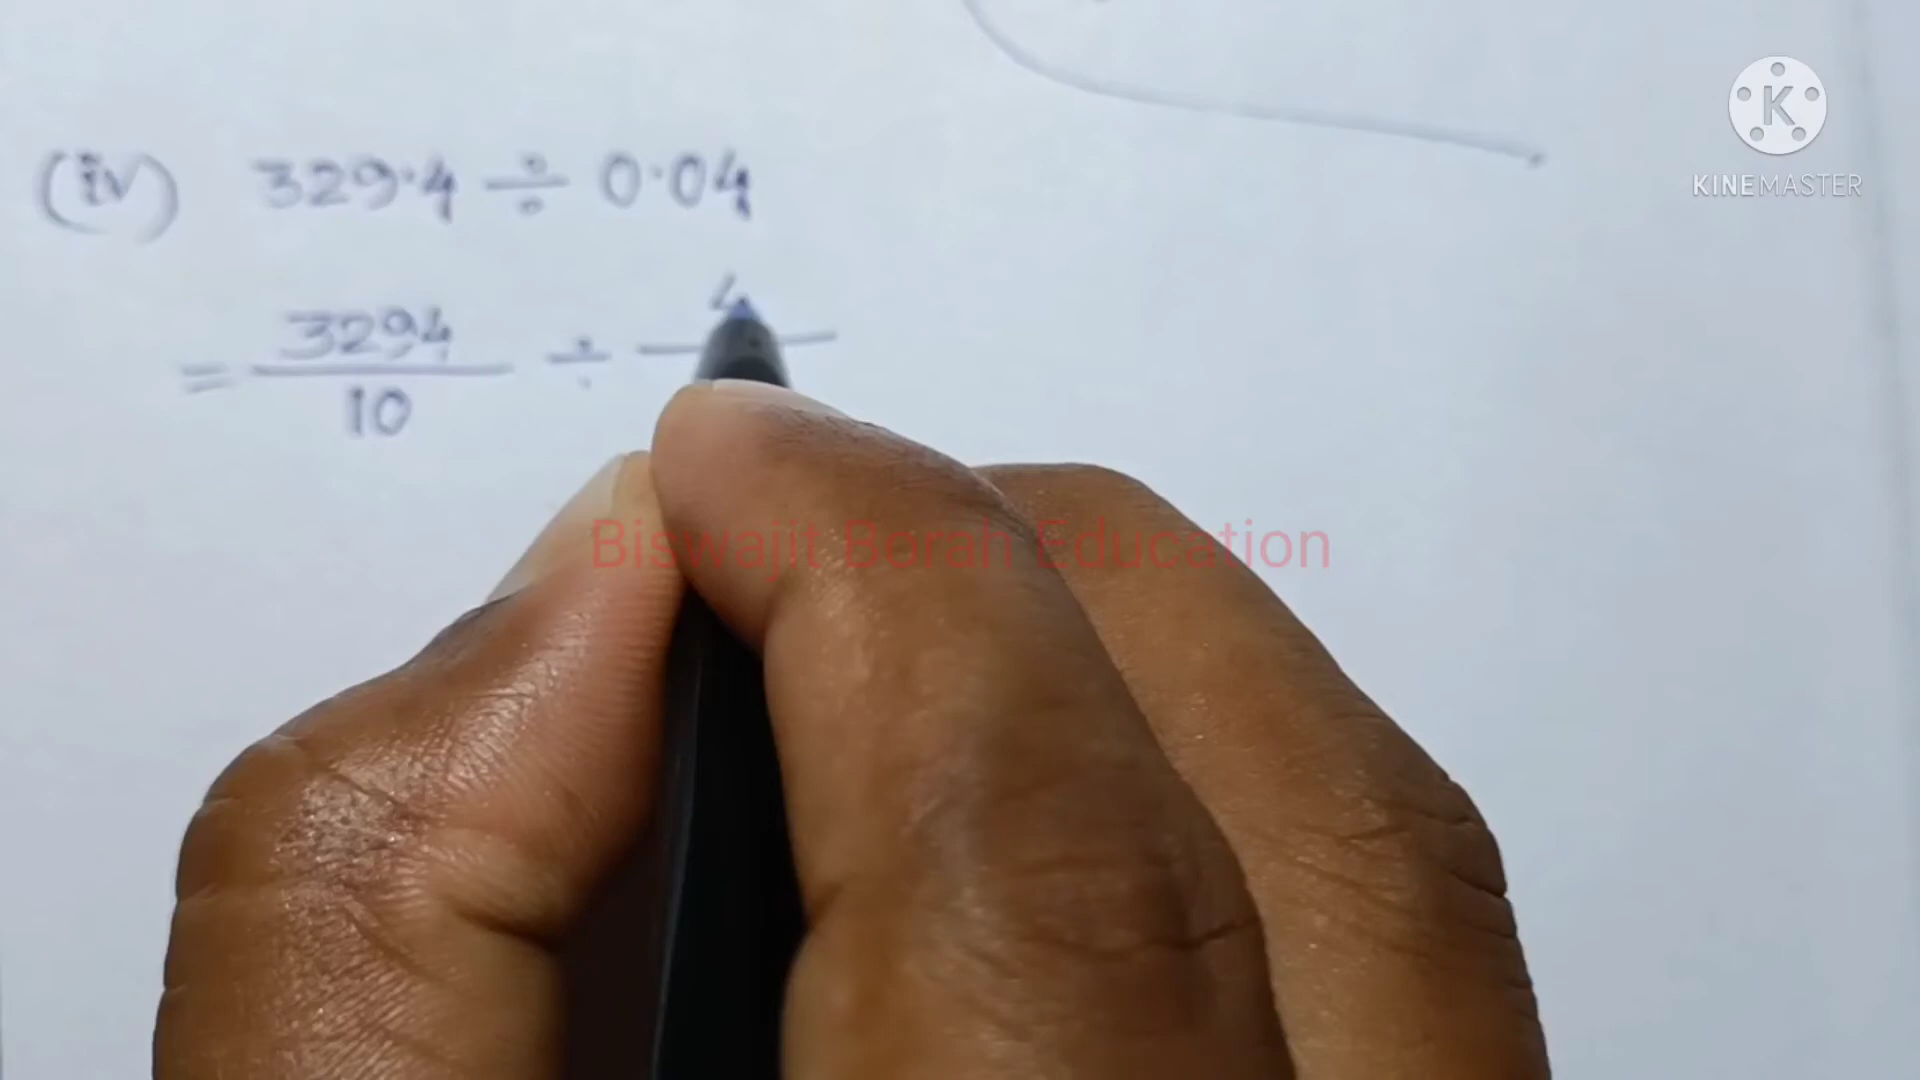 KINEMASTER
(iv) 329.4 ÷ 0.04
= 3294/10 ÷ 4/
Biswajit Borah Education